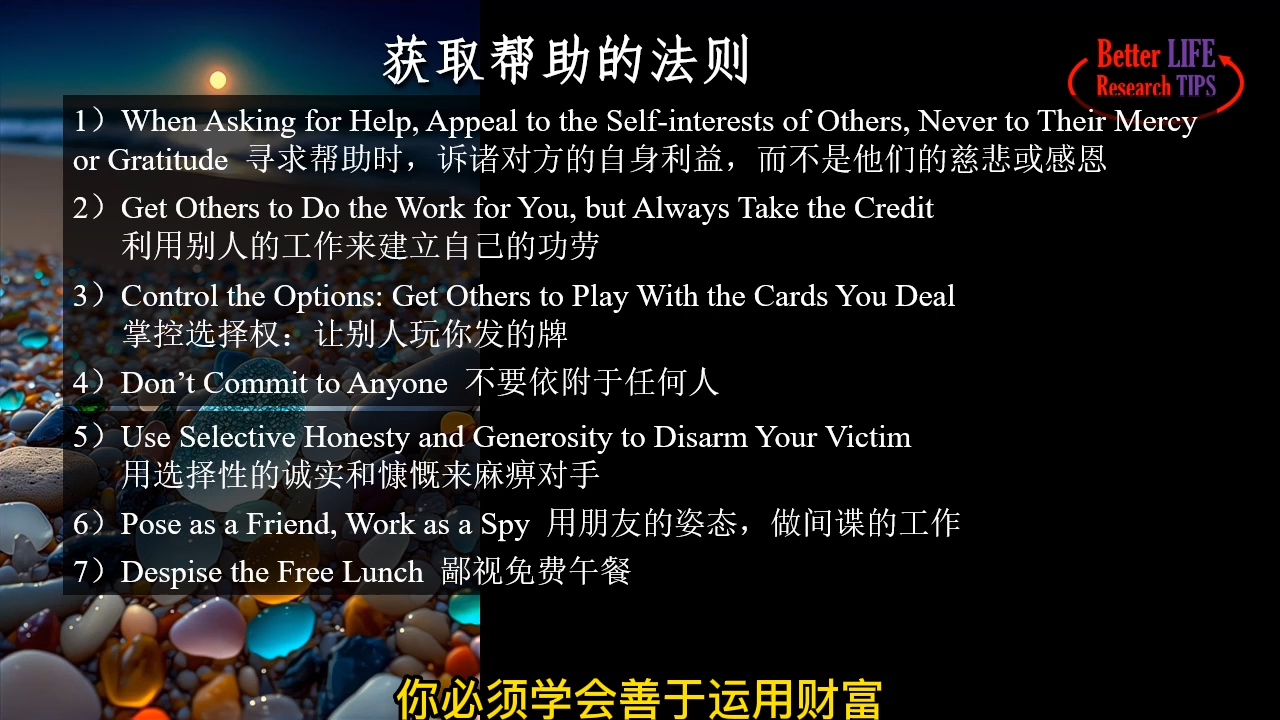 获取帮助的法则
Better LIFE
Research TIPS
1）When Asking for Help, Appeal to the Self-interests of Others, Never to Their Mercy
or Gratitude 寻求帮助时，诉诸对方的自身利益，而不是他们的慈悲或感恩
2）Get Others to Do the Work for You, but Always Take the Credit
利用别人的工作来建立自己的功劳
3）Control the Options: Get Others to Play With the Cards You Deal
掌控选择权：让别人玩你发的牌
4）Don’t Commit to Anyone 不要依附于任何人
5）Use Selective Honesty and Generosity to Disarm Your Victim
用选择性的诚实和慷慨来麻痹对手
6）Pose as a Friend, Work as a Spy 用朋友的姿态，做间谍的工作
7）Despise the Free Lunch 鄙视免费午餐
你必须学会善于运用财富